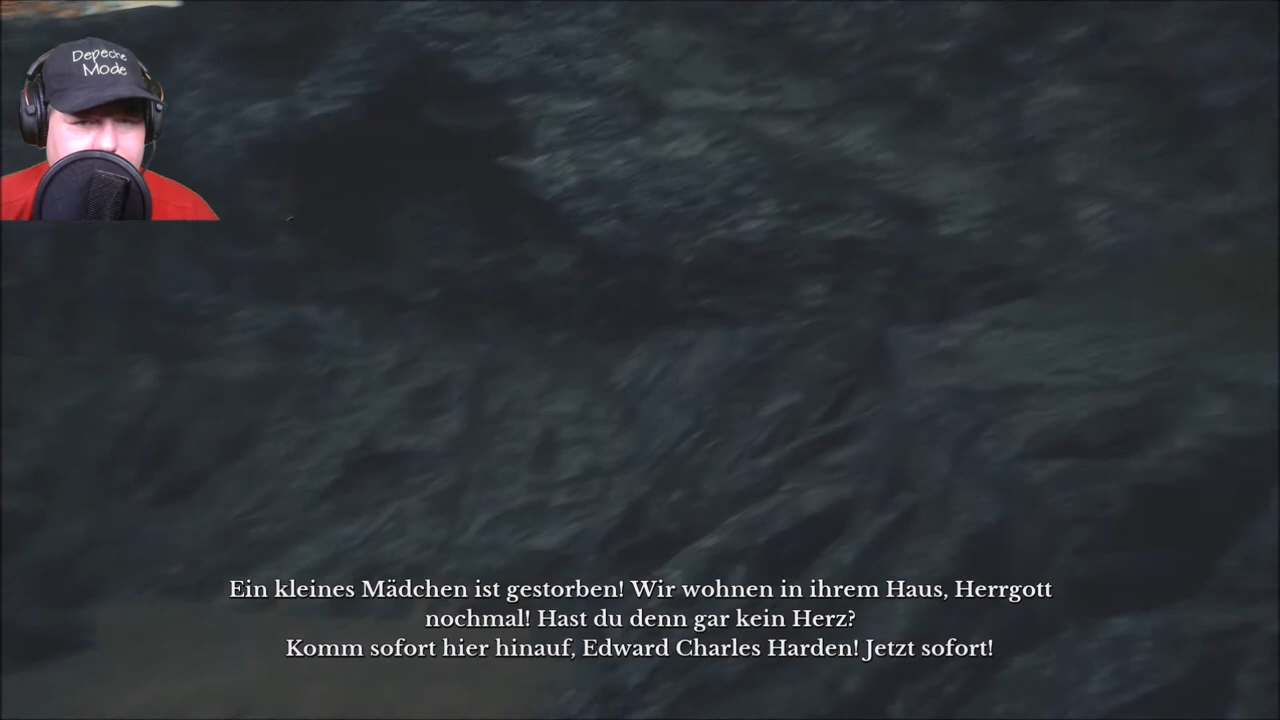 Depeche
Mode
Ein kleines Mädchen ist gestorben! Wir wohnen in ihrem Haus, Herrgott
nochmal! Hast du denn gar kein Herz?
Komm sofort hier hinauf, Edward Charles Harden! Jetzt sofort!